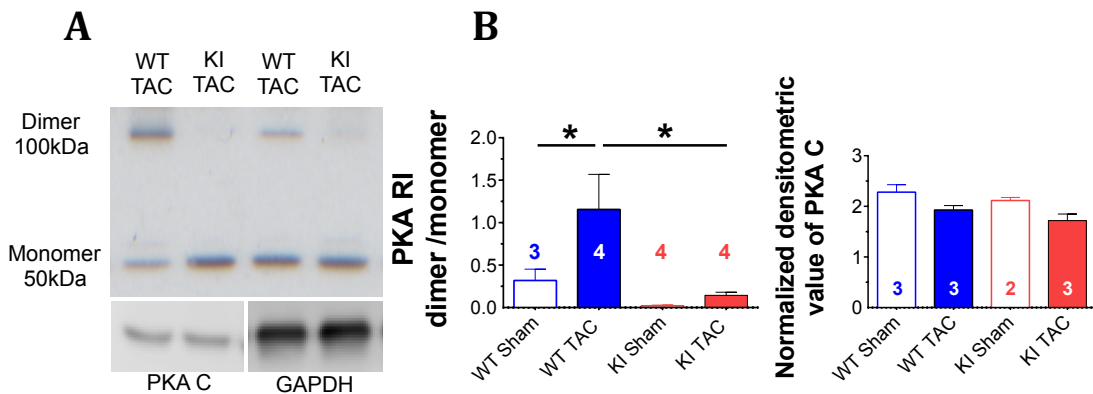 A
WT KI WT KI
TAC TAC TAC TAC
Dimer
100kDa
Monomer
50kDa
PKA C GAPDH
B
PKA RI
dimer /monomer
2.0
1.5
1.0
0.5
0.0
* *
3 4 4 4
WT Sham WT TAC KI Sham KI TAC
Normalized densitometric
value of PKA C
3
2
1
0
3 3 2 3
WT Sham WT TAC KI Sham KI TAC